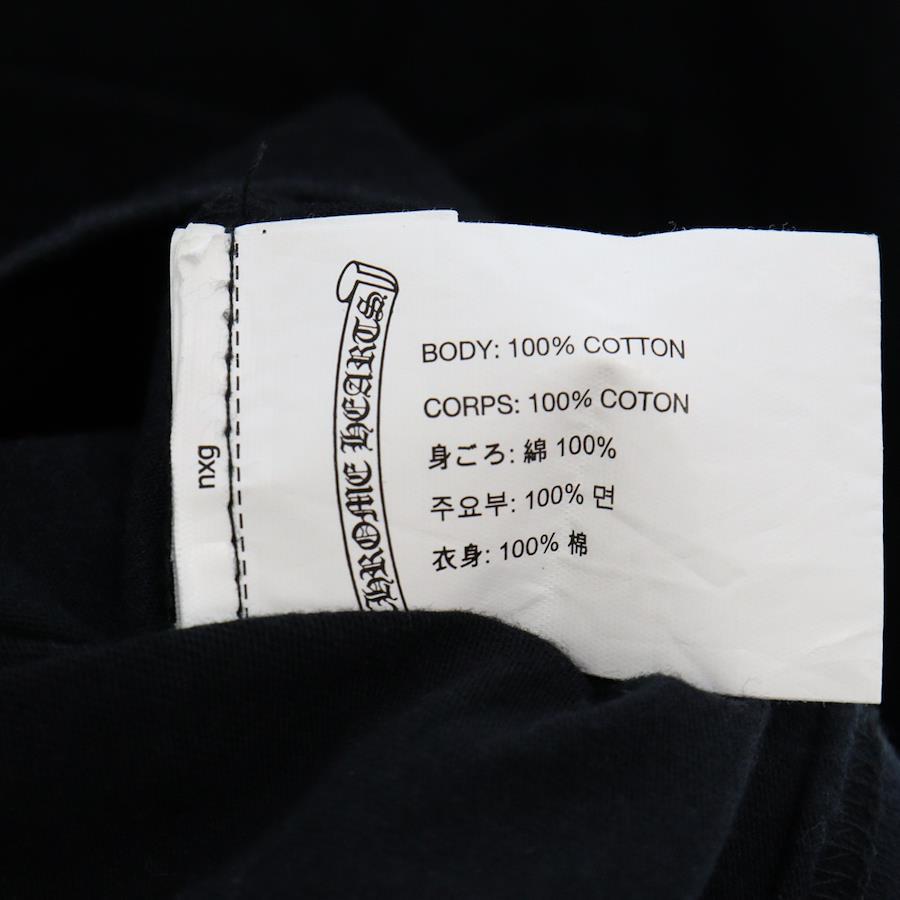 nxg
CHROME HEARTS
BODY: 100% COTTON
CORPS: 100% COTON
身ごろ: 綿 100%
주요부: 100% 면
衣身: 100% 棉